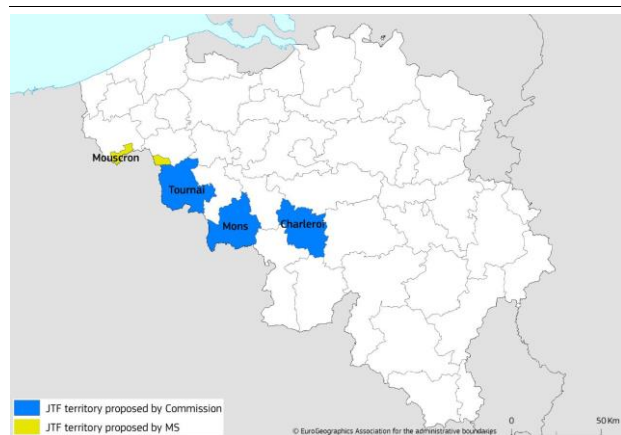 Mouscron
Tournai
Mons
Charleroi
JTF territory proposed by Commission
JTF territory proposed by MS
0 50 Km
© EuroGeographics Association for the administrative boundaries